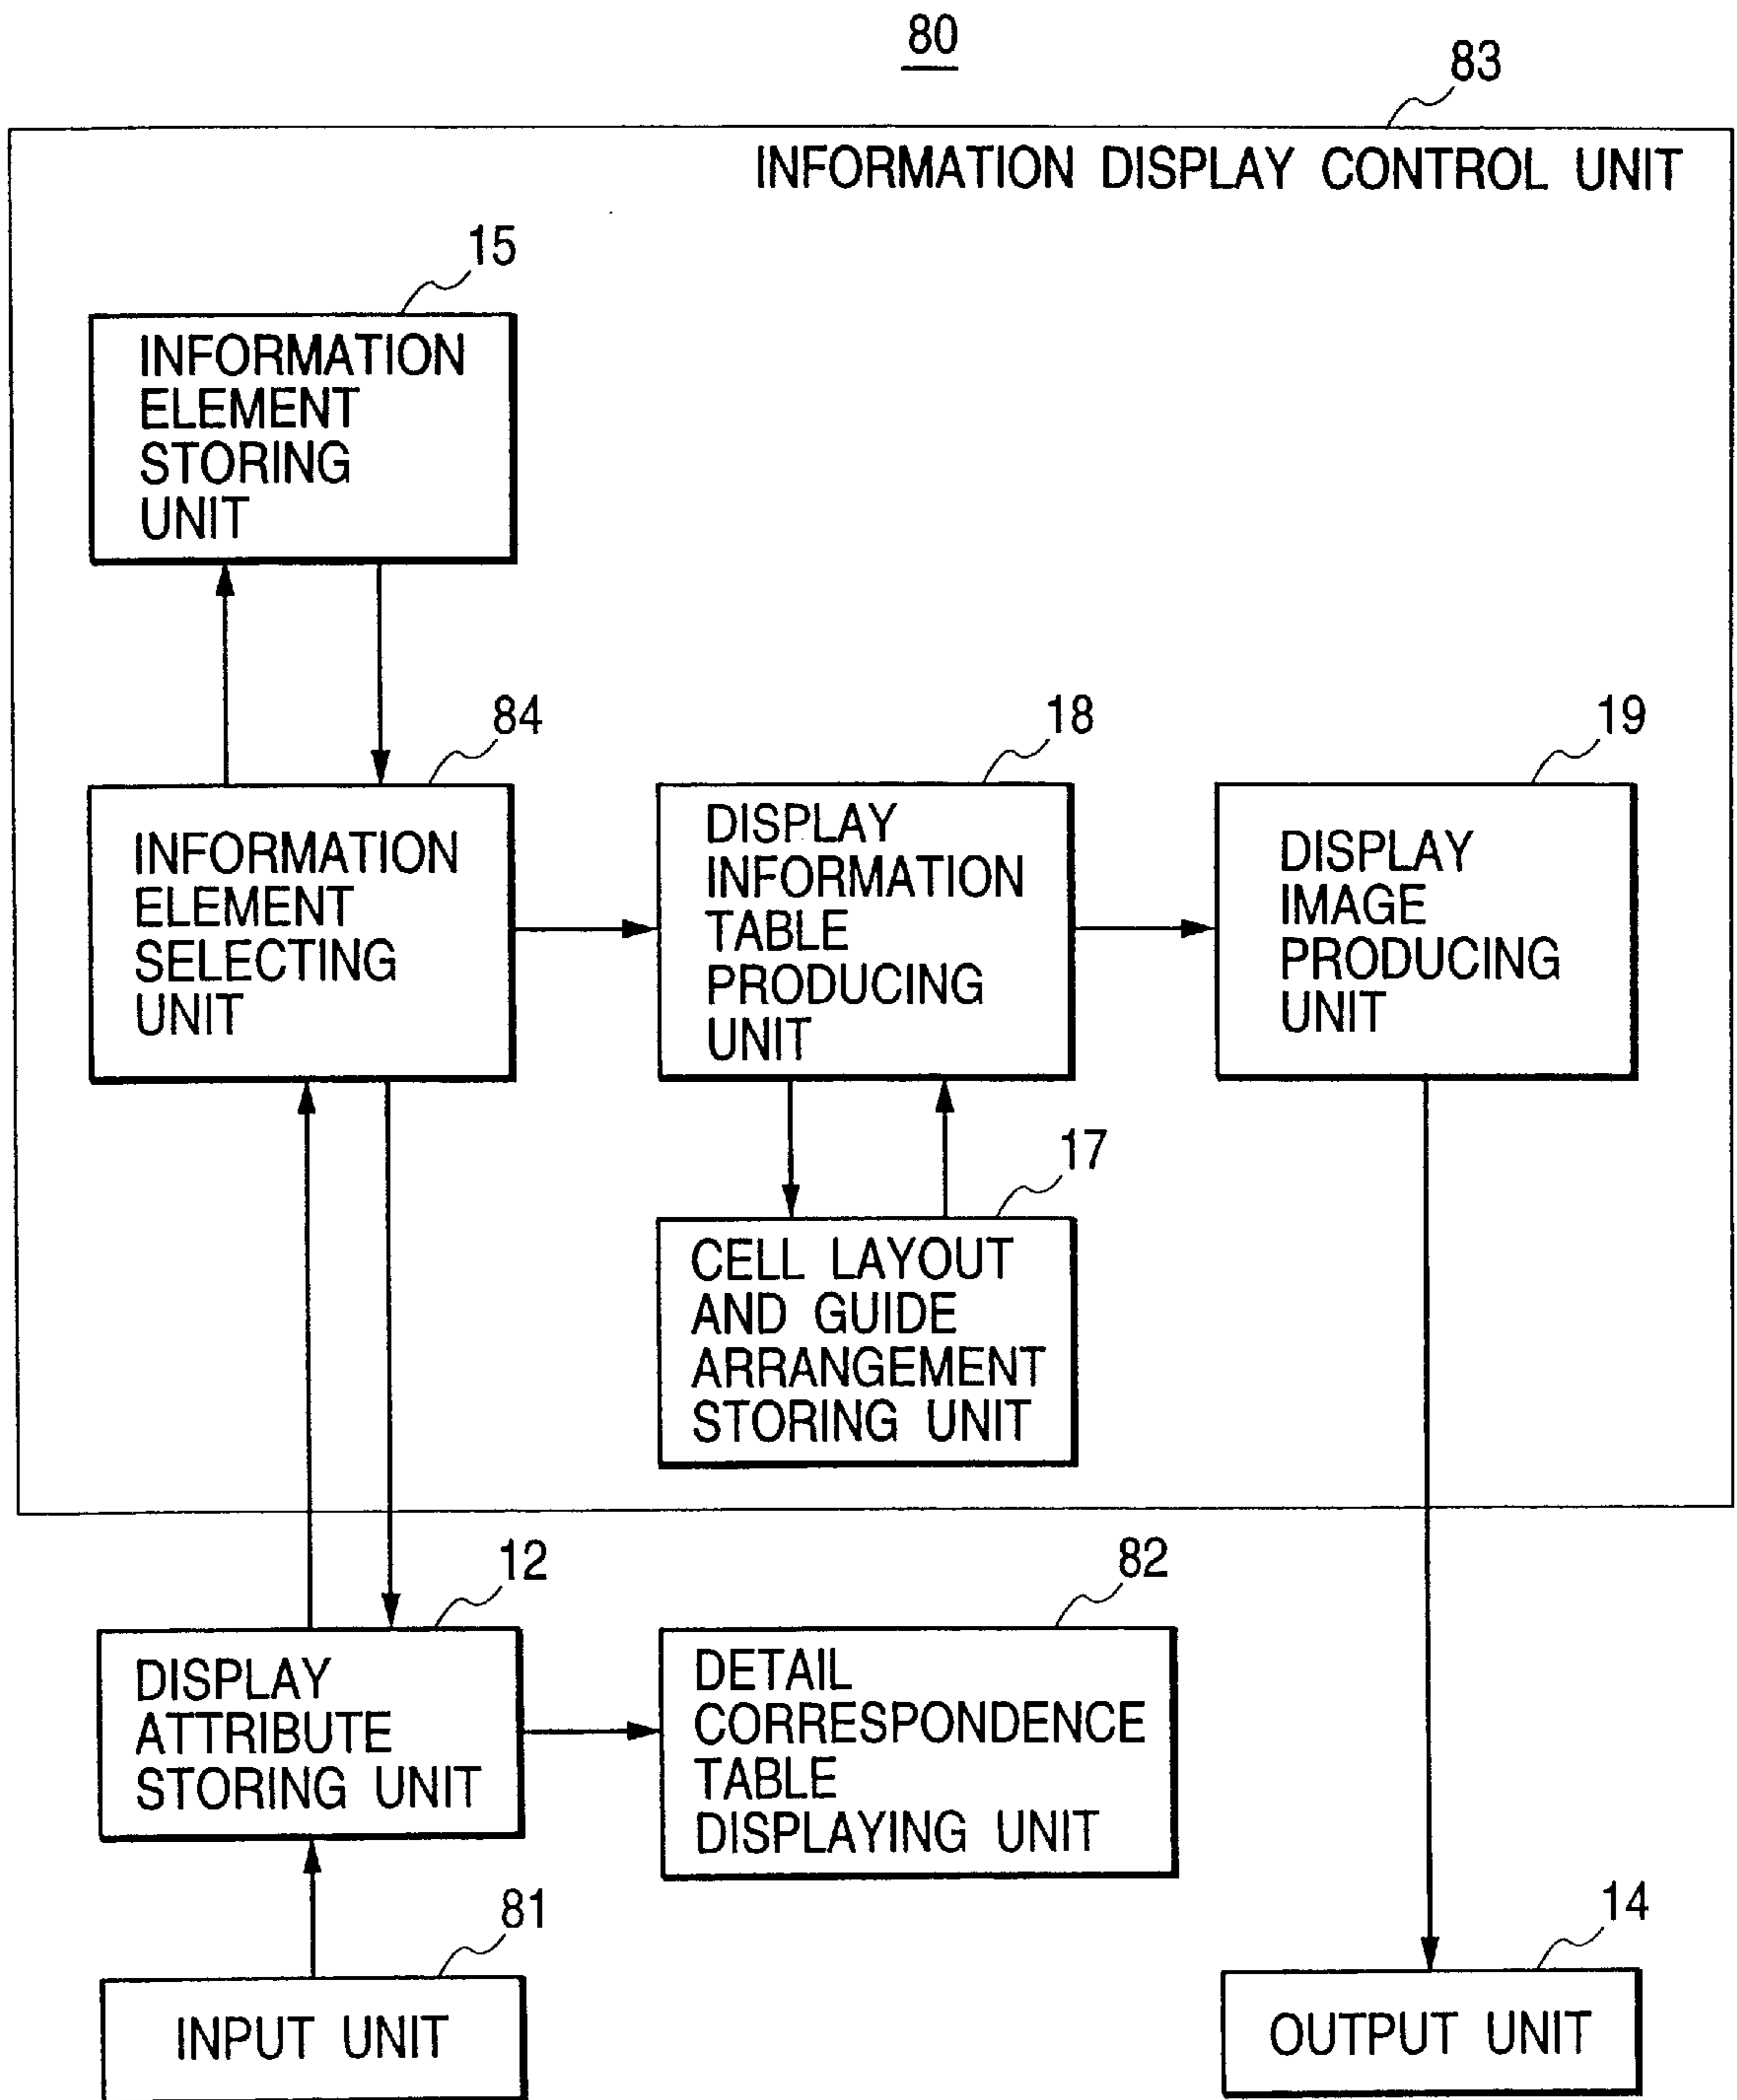 80
83
INFORMATION DISPLAY CONTROL UNIT
15
INFORMATION
ELEMENT
STORING
UNIT
84
INFORMATION
ELEMENT
SELECTING
UNIT
18
DISPLAY
INFORMATION
TABLE
PRODUCING
UNIT
19
DISPLAY
IMAGE
PRODUCING
UNIT
17
CELL LAYOUT
AND GUIDE
ARRANGEMENT
STORING UNIT
12
DISPLAY
ATTRIBUTE
STORING UNIT
82
DETAIL
CORRESPONDENCE
TABLE
DISPLAYING UNIT
81
INPUT UNIT
14
OUTPUT UNIT